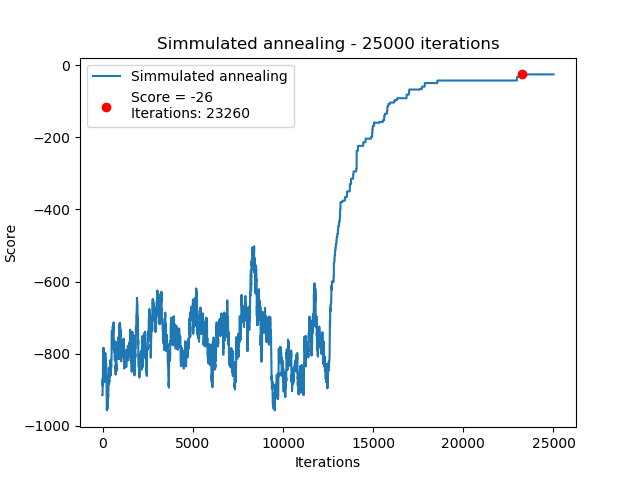 Simmulated annealing - 25000 iterations
Simmulated annealing
Score = -26
Iterations: 23260
0
−200
−400
−600
−800
−1000
Score
0 5000 10000 15000 20000 25000
Iterations